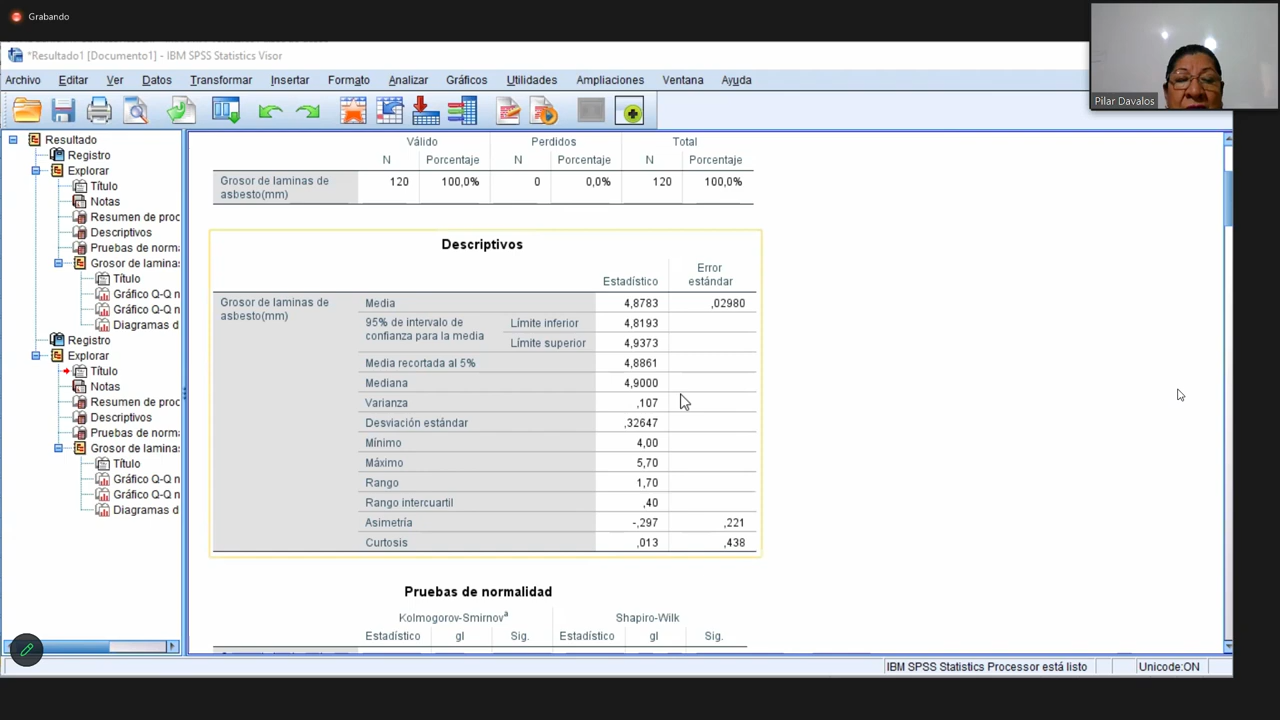 Grabando
*Resultado1 [Documento1] - IBM SPSS Statistics Visor
Archivo Editar Ver Datos Transformar Insertar Formato Analizar Gráficos Utilidades Ampliaciones Ventana Ayuda
Pilar Davalos
Resultado
Registro
Explorar
Título
Notas
Resumen de proc
Descriptivos
Pruebas de norm
Grosor de laminas
Título
Gráfico Q-Q n
Gráfico Q-Q n
Diagramas d
Registro
Explorar
Título
Notas
Resumen de proc
Descriptivos
Pruebas de norm
Grosor de laminas
Título
Gráfico Q-Q n
Gráfico Q-Q n
Diagramas d
Válido Perdidos Total
N Porcentaje N Porcentaje N Porcentaje
Grosor de laminas de 120 100,0% 0 0,0% 120 100,0%
asbesto(mm)
Descriptivos
Error
Estadístico estándar
Grosor de laminas de Media 4,8783 ,02980
asbesto(mm)
95% de intervalo de Límite inferior 4,8193
confianza para la media Límite superior 4,9373
Media recortada al 5% 4,8861
Mediana 4,9000
Varianza ,107
Desviación estándar ,32647
Mínimo 4,00
Máximo 5,70
Rango 1,70
Rango intercuartil ,40
Asimetría -,297 ,221
Curtosis ,013 ,438
Pruebas de normalidad
Kolmogorov-Smirnovª Shapiro-Wilk
Estadístico gl Sig. Estadístico gl Sig.
IBM SPSS Statistics Processor está listo Unicode:ON